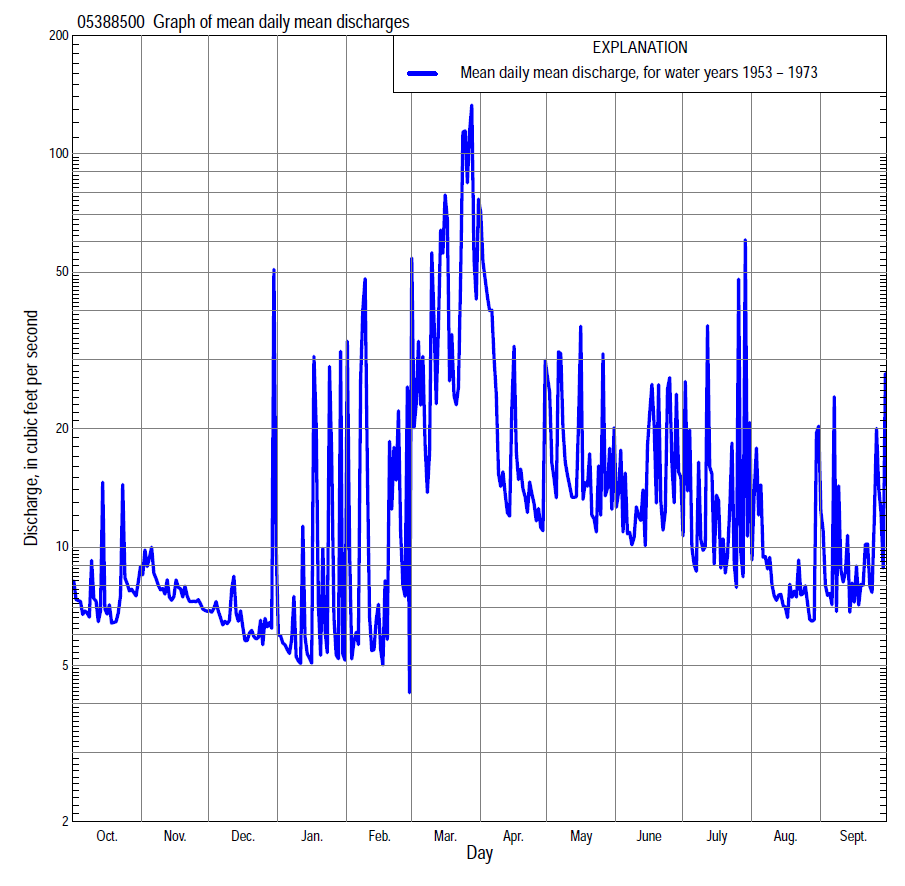 05388500 Graph of mean daily mean discharges
EXPLANATION
Mean daily mean discharge, for water years 1953 – 1973
200
100
50
20
10
5
2
Discharge, in cubic feet per second
Oct. Nov. Dec. Jan. Feb. Mar. Apr. May June July Aug. Sept.
Day